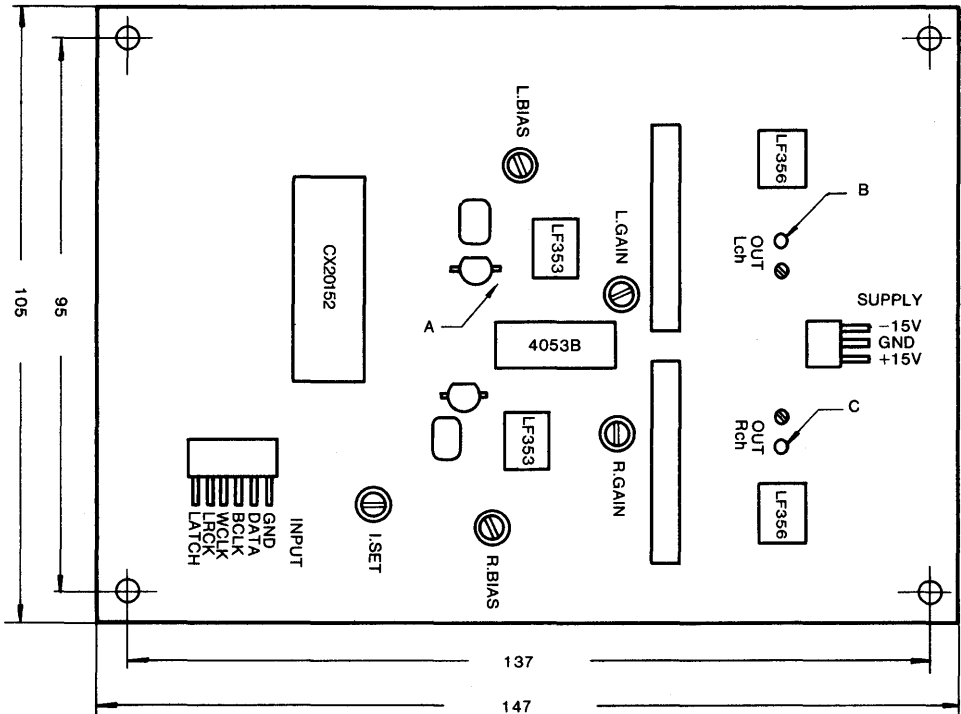 L.BIAS
LF356
B
L.GAIN
LF353
OUT
Lch
CX20152
SUPPLY
-15V
GND
+15V
A
4053B
105
95
C
OUT
Rch
LF353
R.GAIN
LF356
INPUT
GND
DATA
BCLK
WCLK
LRCK
LATCH
I.SET
R.BIAS
137
147